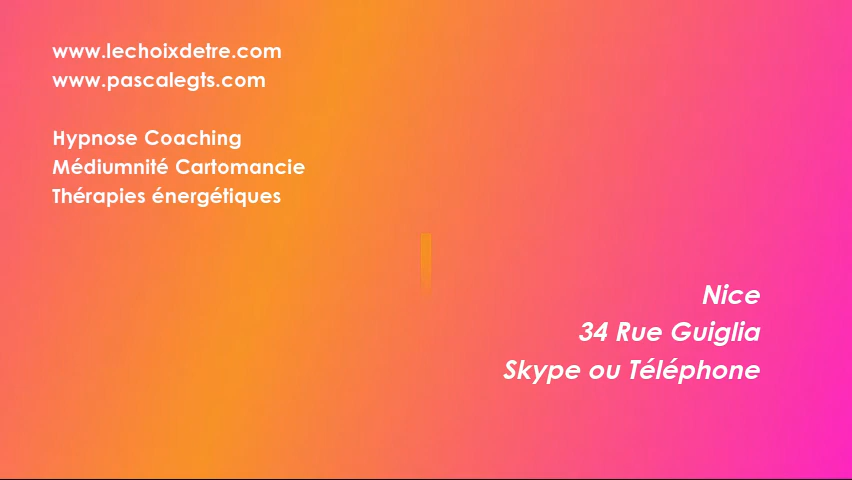 www.lechoixdetre.com
www.pascalegts.com
Hypnose Coaching
Médiumnité Cartomancie
Thérapies énergétiques
Nice
34 Rue Guiglia
Skype ou Téléphone